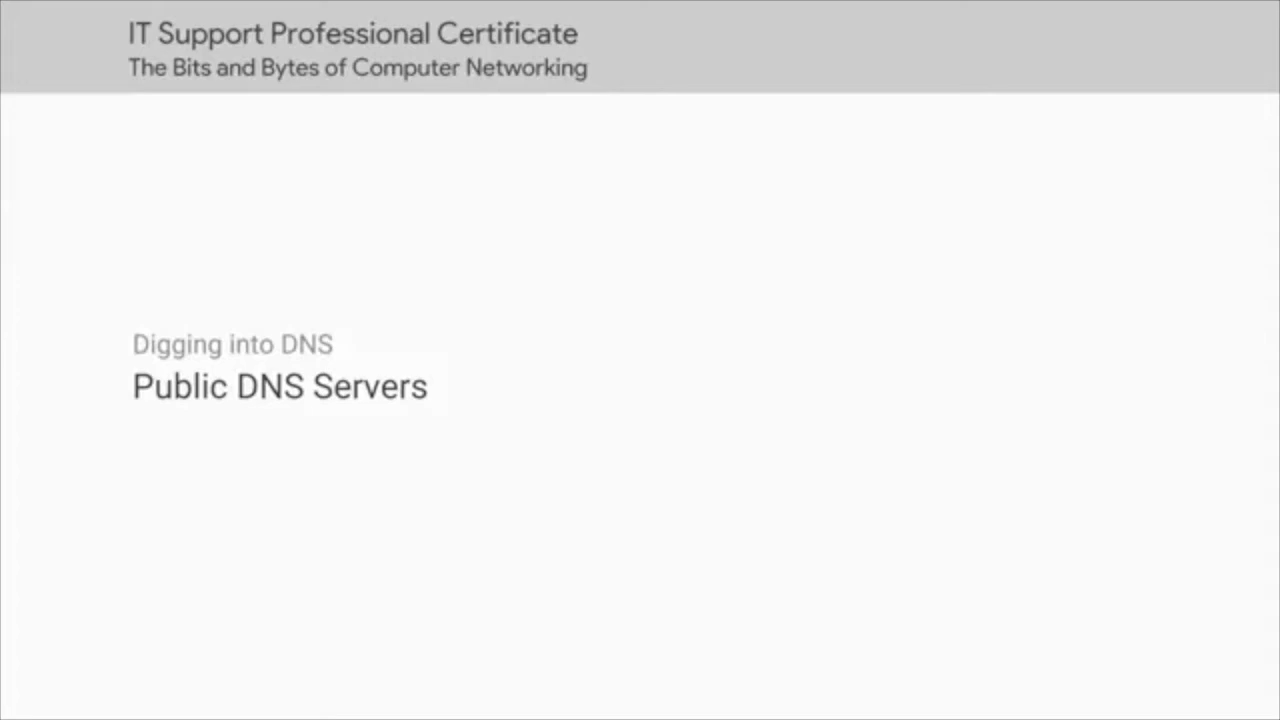 IT Support Professional Certificate
The Bits and Bytes of Computer Networking
Digging into DNS
Public DNS Servers